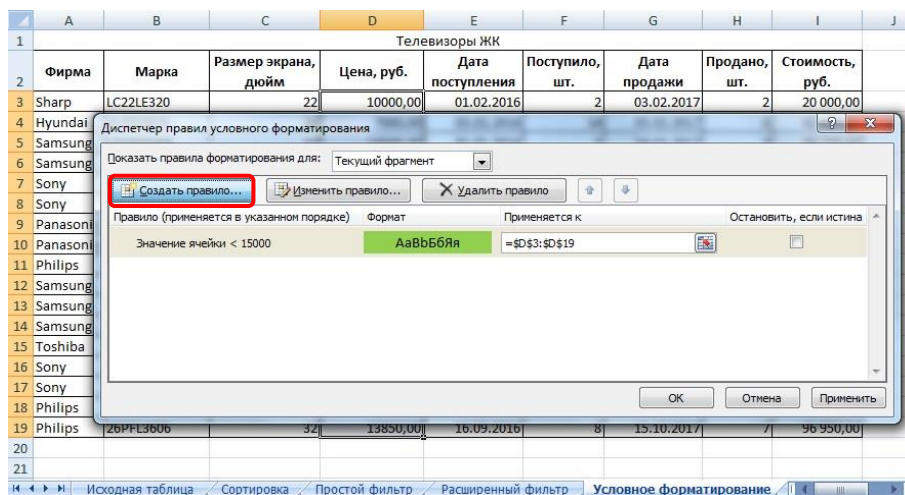 A B C D E F G H I J
1 Телевизоры ЖК
2 Фирма Марка Размер экрана, дюйм Цена, руб. Дата поступления Поступило, шт. Дата продажи Продано, шт. Стоимость, руб.
3 Sharp LC22LE320 22 10000,00 01.02.2016 2 03.02.2017 2 20 000,00
4 Hyundai
Диспетчер правил условного форматирования
5 Samsung
6 Samsung
Показать правила форматирования для: Текущий фрагмент
7 Sony
Создать правило... Изменить правило... Удалить правило
8 Sony
9 Panasoni
Правило (применяется в указанном порядке) Формат Применяется к Остановить, если истина
10 Panasoni
Значение ячейки < 15000 АаВbБбЯя =$D$3:$D$19
11 Philips
12 Samsung
13 Samsung
14 Samsung
15 Toshiba
16 Sony
17 Sony
OK Отмена Применить
18 Philips
19 Philips 26PFL3606 32 13850,00 16.09.2016 8 15.10.2017 7 96 950,00
20
21
Исходная таблица Сортировка Простой фильтр Расширенный фильтр Условное форматирование